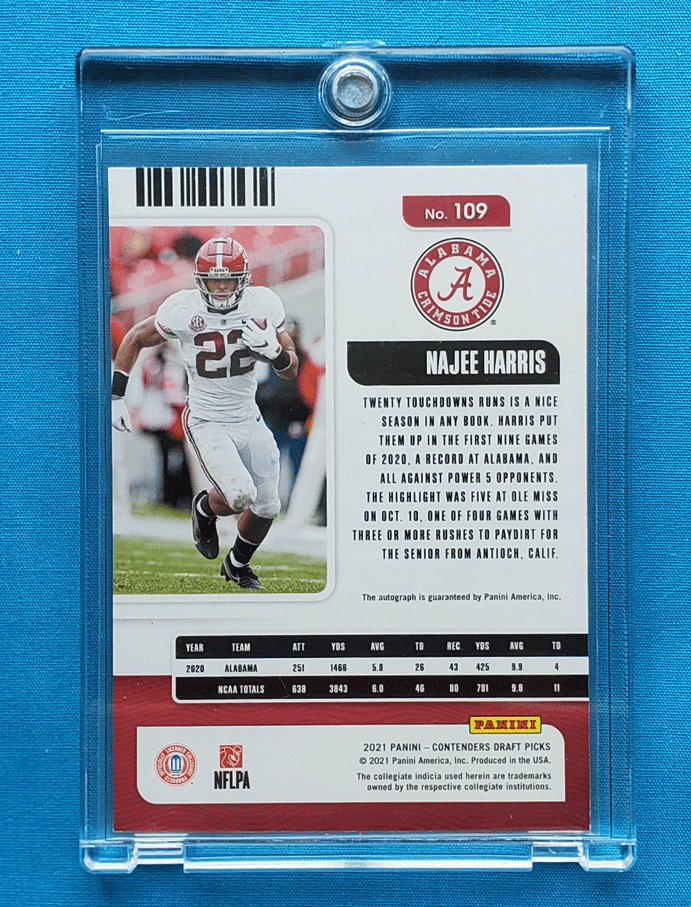 No. 109
ALABAMA
A
CRIMSON TIDE
®
22
NAJEE HARRIS
TWENTY TOUCHDOWNS RUNS IS A NICE
SEASON IN ANY BOOK. HARRIS PUT
THEM UP IN THE FIRST NINE GAMES
OF 2020, A RECORD AT ALABAMA, AND
ALL AGAINST POWER 5 OPPONENTS.
THE HIGHLIGHT WAS FIVE AT OLE MISS
ON OCT. 10, ONE OF FOUR GAMES WITH
THREE OR MORE RUSHES TO PAYDIRT FOR
THE SENIOR FROM ANTIOCH, CALIF.
The autograph is guaranteed by Panini America, Inc.
YEAR TEAM ATT YDS AVG TD REC YDS AVG TD
2020 ALABAMA 251 1466 5.8 26 43 425 9.9 4
NCAA TOTALS 638 3843 6.0 46 80 781 9.8 11
PANINI
2021 PANINI – CONTENDERS DRAFT PICKS
© 2021 Panini America, Inc. Produced in the USA.
The collegiate indicia used herein are trademarks
owned by the respective collegiate institutions.
NFLPA